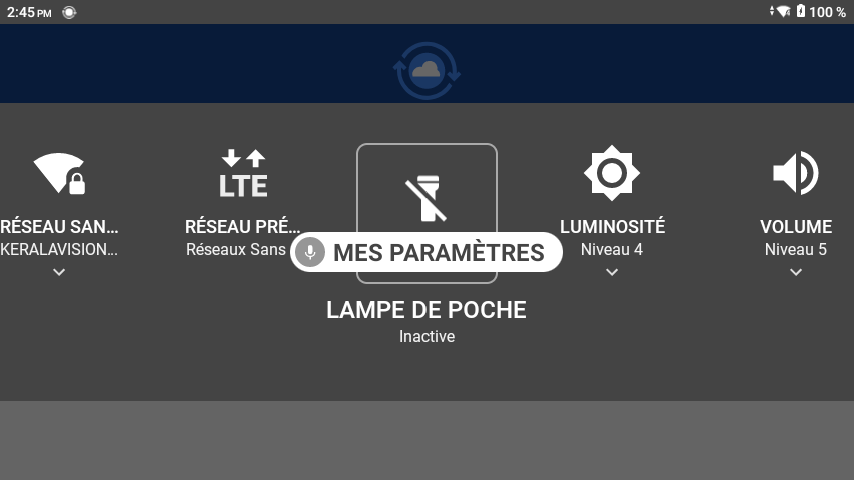 2:45 PM
100 %
RÉSEAU SAN...
KERALAVISION...
LTE
RÉSEAU PRÉ...
Réseaux Sans
MES PARAMÈTRES
LAMPE DE POCHE
Inactive
LUMINOSITÉ
Niveau 4
VOLUME
Niveau 5